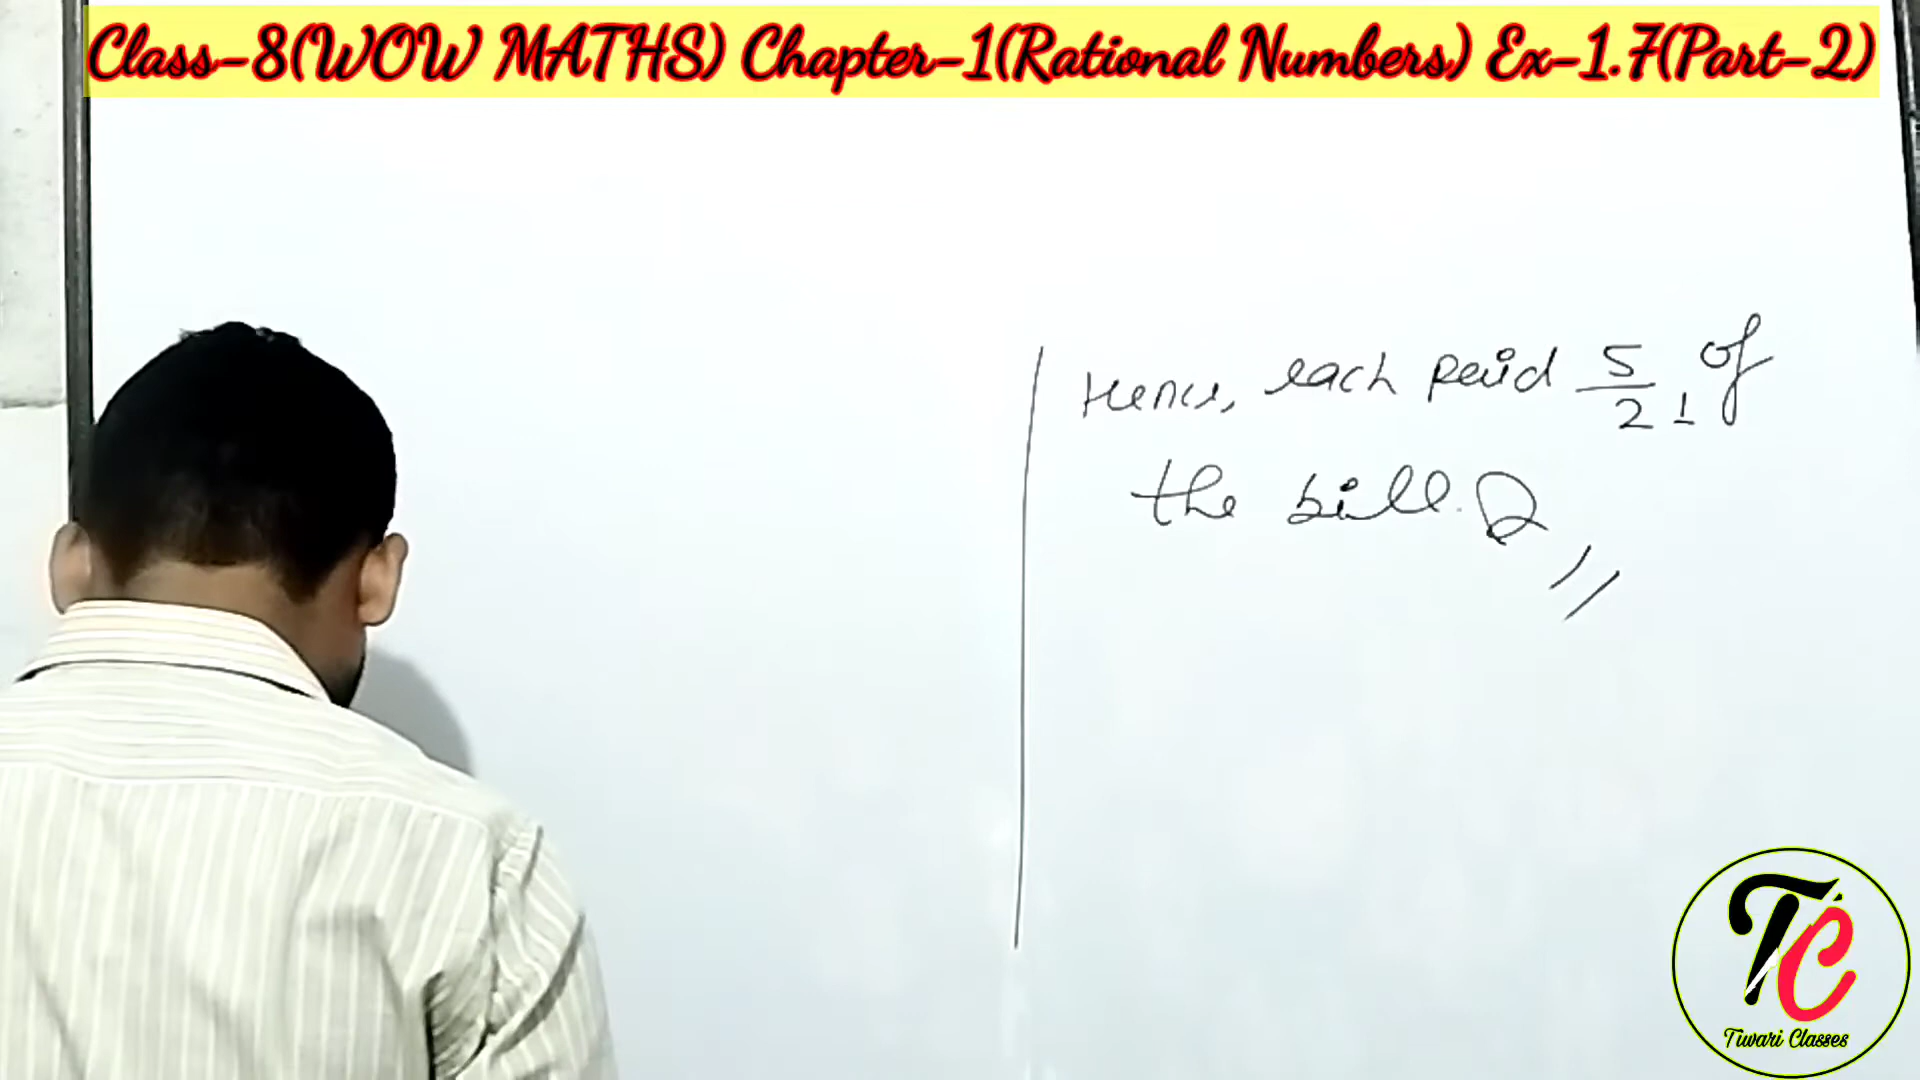 Class-8(WOW MATHS) Chapter-1(Rational Numbers) Ex-1.7(Part-2)
Hence, each paid 5/21 of
the bill.
TC
Tiwari Classes